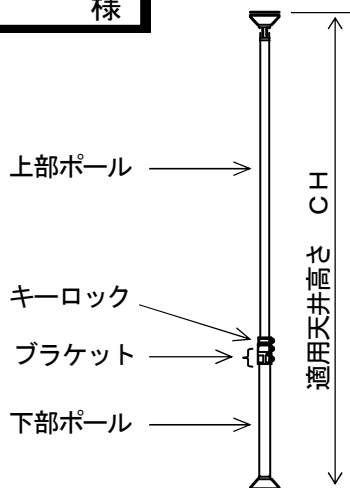 様
上部ポール
キーロック
ブラケット
下部ポール
適用天井高さ　ＣＨ